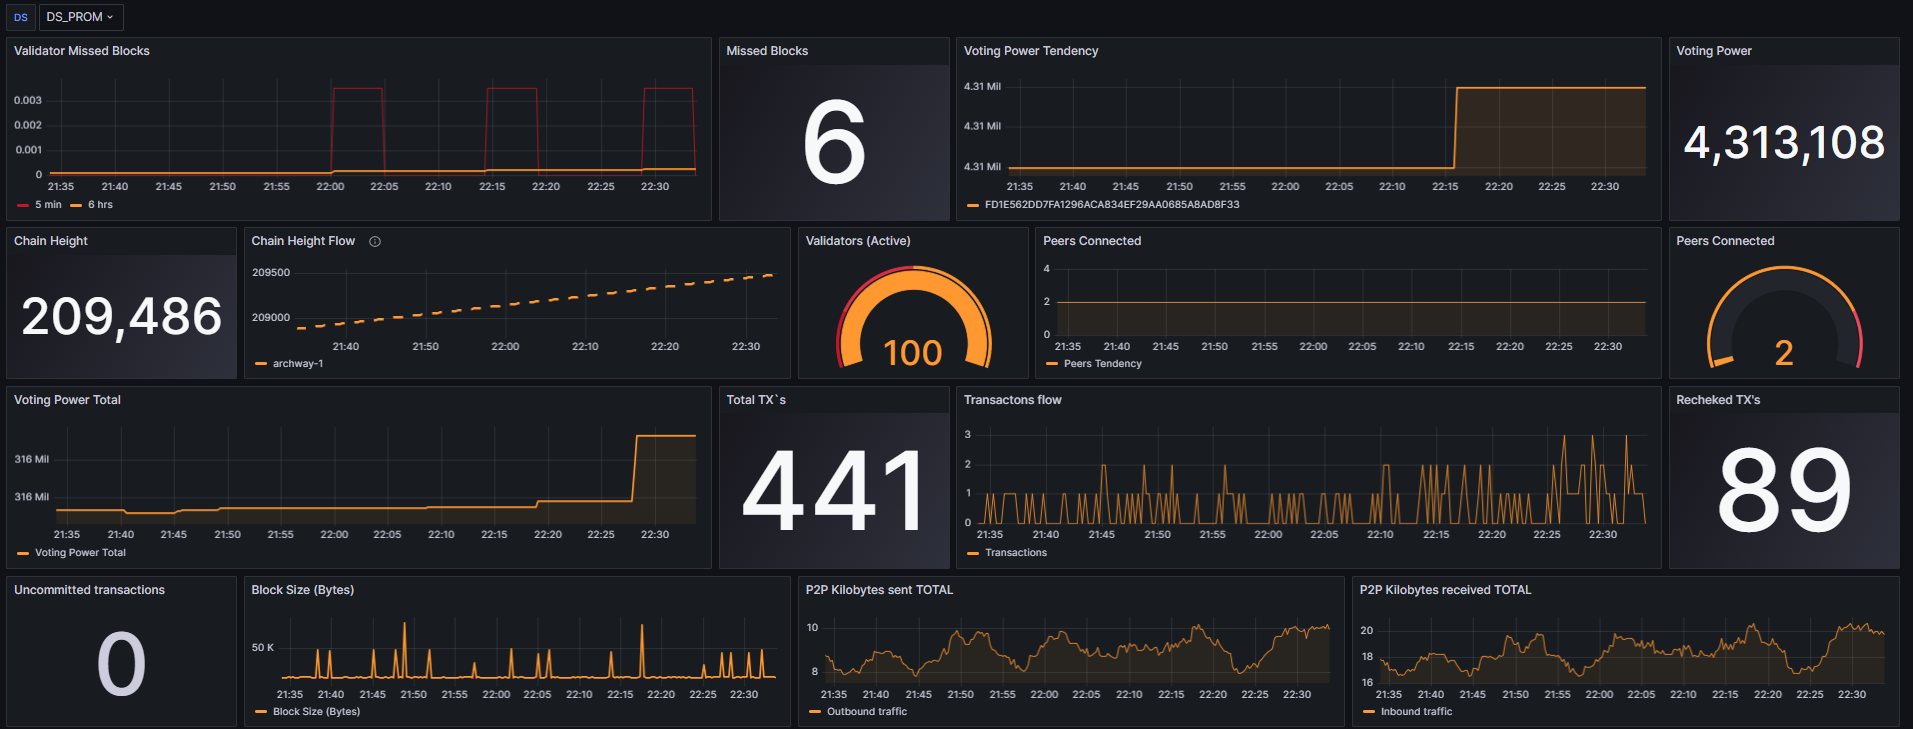 DS DS_PROM
Validator Missed Blocks
0.003
0.002
0.001
0
21:35 21:40 21:45 21:50 21:55 22:00 22:05 22:10 22:15 22:20 22:25 22:30
5 min 6 hrs
Missed Blocks
6
Voting Power Tendency
4.31 Mil
4.31 Mil
4.31 Mil
21:35 21:40 21:45 21:50 21:55 22:00 22:05 22:10 22:15 22:20 22:25 22:30
FD1E562DD7FA1296ACA834EF29AA0685A8AD8F33
Voting Power
4,313,108
Chain Height
209,486
Chain Height Flow
209500
209000
21:40 21:50 22:00 22:10 22:20 22:30
archway-1
Validators (Active)
100
Peers Connected
4
2
0
21:35 21:40 21:45 21:50 21:55 22:00 22:05 22:10 22:15 22:20 22:25 22:30
Peers Tendency
Peers Connected
2
Voting Power Total
316 Mil
316 Mil
21:35 21:40 21:45 21:50 21:55 22:00 22:05 22:10 22:15 22:20 22:25 22:30
Voting Power Total
Total TX`s
441
Transactons flow
3
2
1
0
21:35 21:40 21:45 21:50 21:55 22:00 22:05 22:10 22:15 22:20 22:25 22:30
Transactions
Recheked TX's
89
Uncommitted transactions
0
Block Size (Bytes)
50 K
21:35 21:40 21:45 21:50 21:55 22:00 22:05 22:10 22:15 22:20 22:25 22:30
Block Size (Bytes)
P2P Kilobytes sent TOTAL
10
8
21:35 21:40 21:45 21:50 21:55 22:00 22:05 22:10 22:15 22:20 22:25 22:30
Outbound traffic
P2P Kilobytes received TOTAL
20
18
16
21:35 21:40 21:45 21:50 21:55 22:00 22:05 22:10 22:15 22:20 22:25 22:30
Inbound traffic